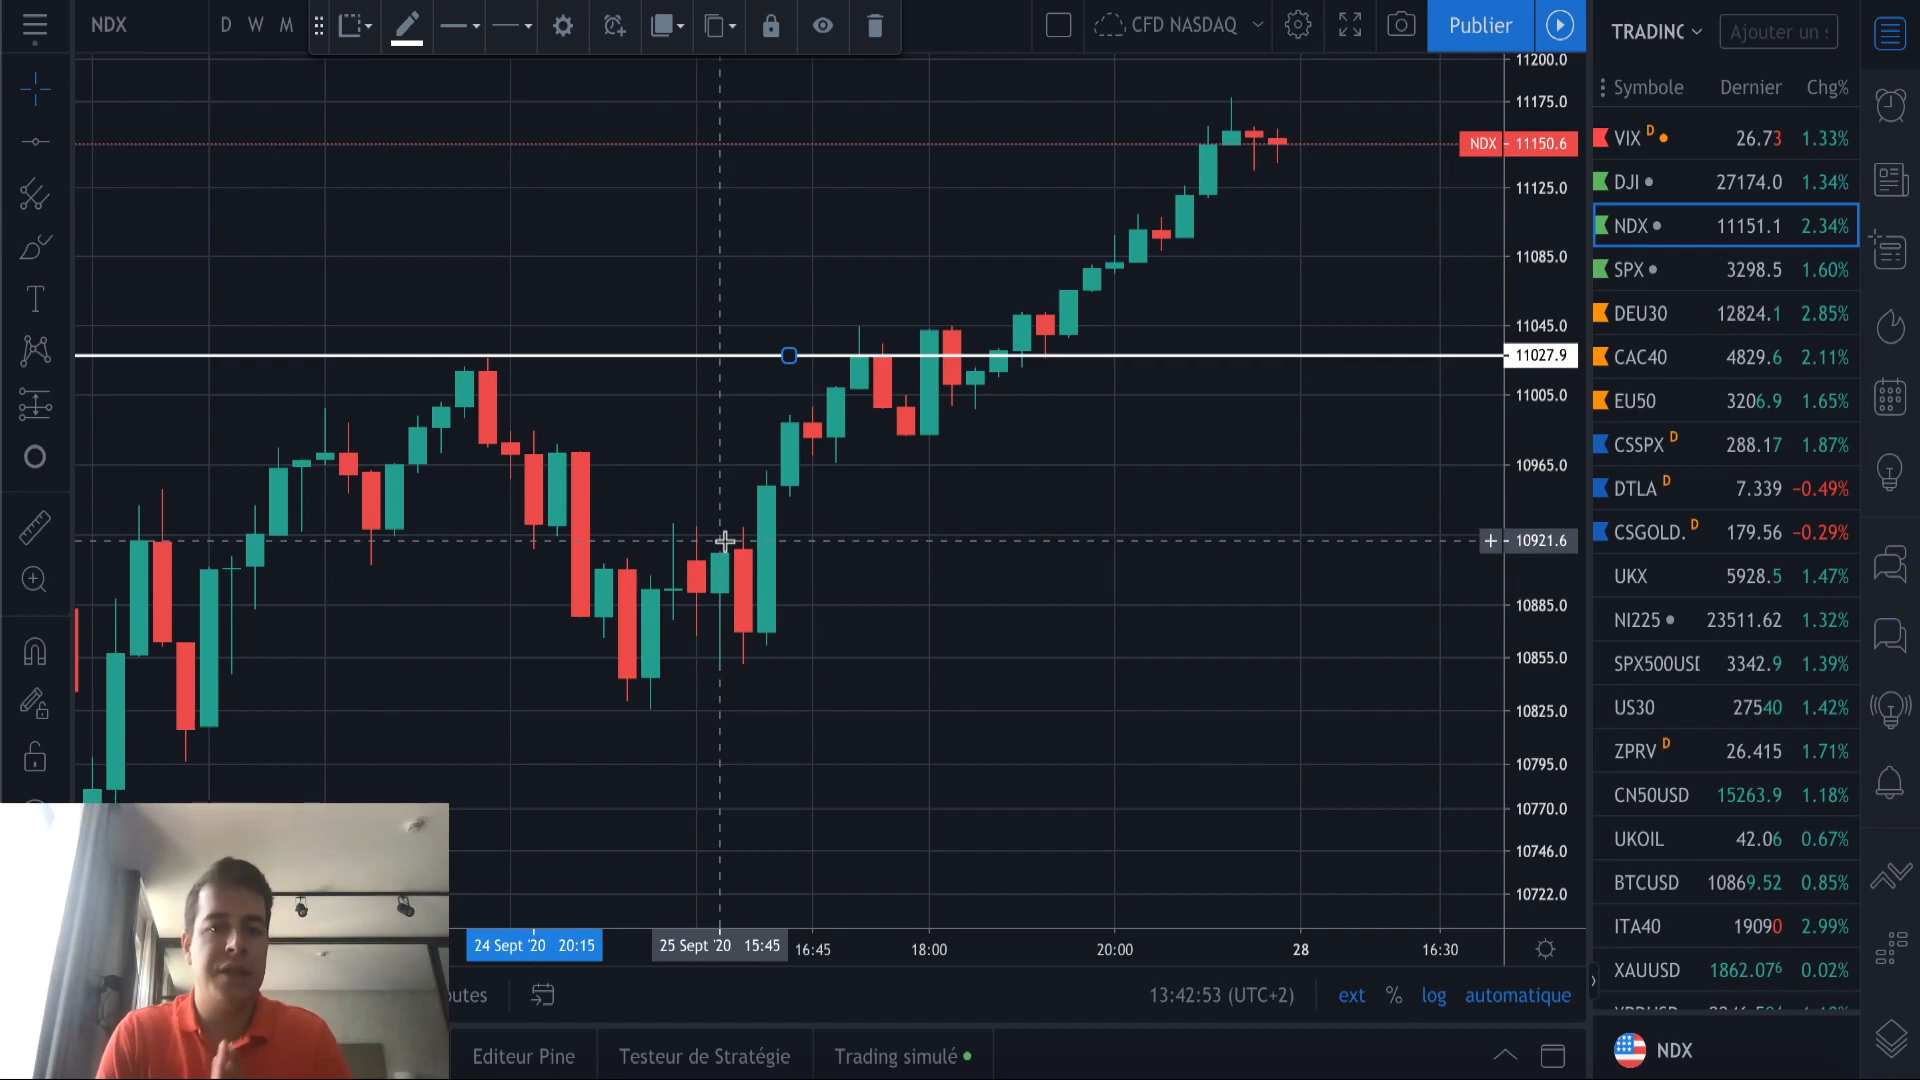 NDX D W M CFD NASDAQ Publier TRADINC Ajouter un s
11200.0
11175.0
NDX 11150.6
11125.0
11085.0
11045.0
11027.9
11005.0
10965.0
10921.6
10885.0
10855.0
10825.0
10795.0
10770.0
10746.0
10722.0
24 Sept '20 20:15 25 Sept '20 15:45 16:45 18:00 20:00 28 16:30
utes 13:42:53 (UTC+2) ext % log automatique
Editeur Pine Testeur de Stratégie Trading simulé
Symbole Dernier Chg%
VIX D 26.73 1.33%
DJI 27174.0 1.34%
NDX 11151.1 2.34%
SPX 3298.5 1.60%
DEU30 12824.1 2.85%
CAC40 4829.6 2.11%
EU50 3206.9 1.65%
CSSPX D 288.17 1.87%
DTLA D 7.339 −0.49%
CSGOLD. D 179.56 −0.29%
UKX 5928.5 1.47%
NI225 23511.62 1.32%
SPX500USI 3342.9 1.39%
US30 27540 1.42%
ZPRV D 26.415 1.71%
CN50USD 15263.9 1.18%
UKOIL 42.06 0.67%
BTCUSD 10869.52 0.85%
ITA40 19090 2.99%
XAUUSD 1862.076 0.02%
NDX